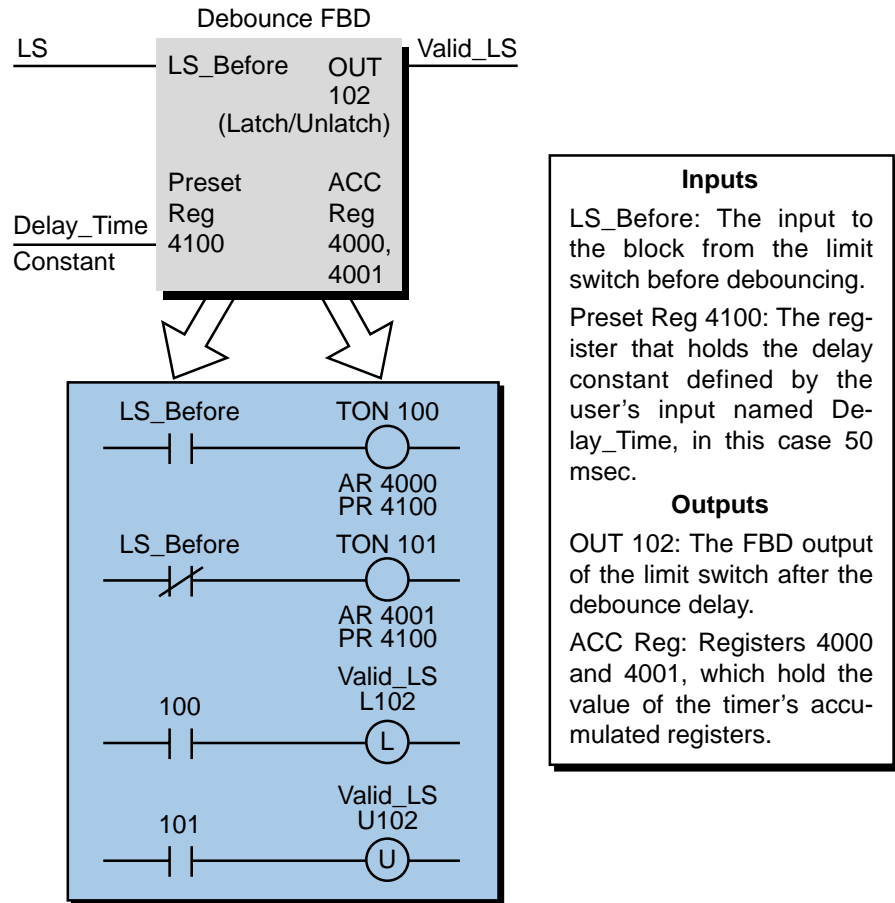 Debounce FBD
LS
Valid_LS
LS_Before
OUT
102
(Latch/Unlatch)
Preset
Reg
4100
ACC
Reg
4000,
4001
Delay_Time
Constant
LS_Before
TON 100
AR 4000
PR 4100
LS_Before
TON 101
AR 4001
PR 4100
100
Valid_LS
L102
L
101
Valid_LS
U102
U
Inputs
LS_Before: The input to
the block from the limit
switch before debouncing.
Preset Reg 4100: The reg-
ister that holds the delay
constant defined by the
user's input named De-
lay_Time, in this case 50
msec.
Outputs
OUT 102: The FBD output
of the limit switch after the
debounce delay.
ACC Reg: Registers 4000
and 4001, which hold the
value of the timer's accu-
mulated registers.